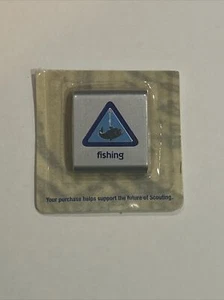 fishing
Your purchase helps support the future of Scouting.